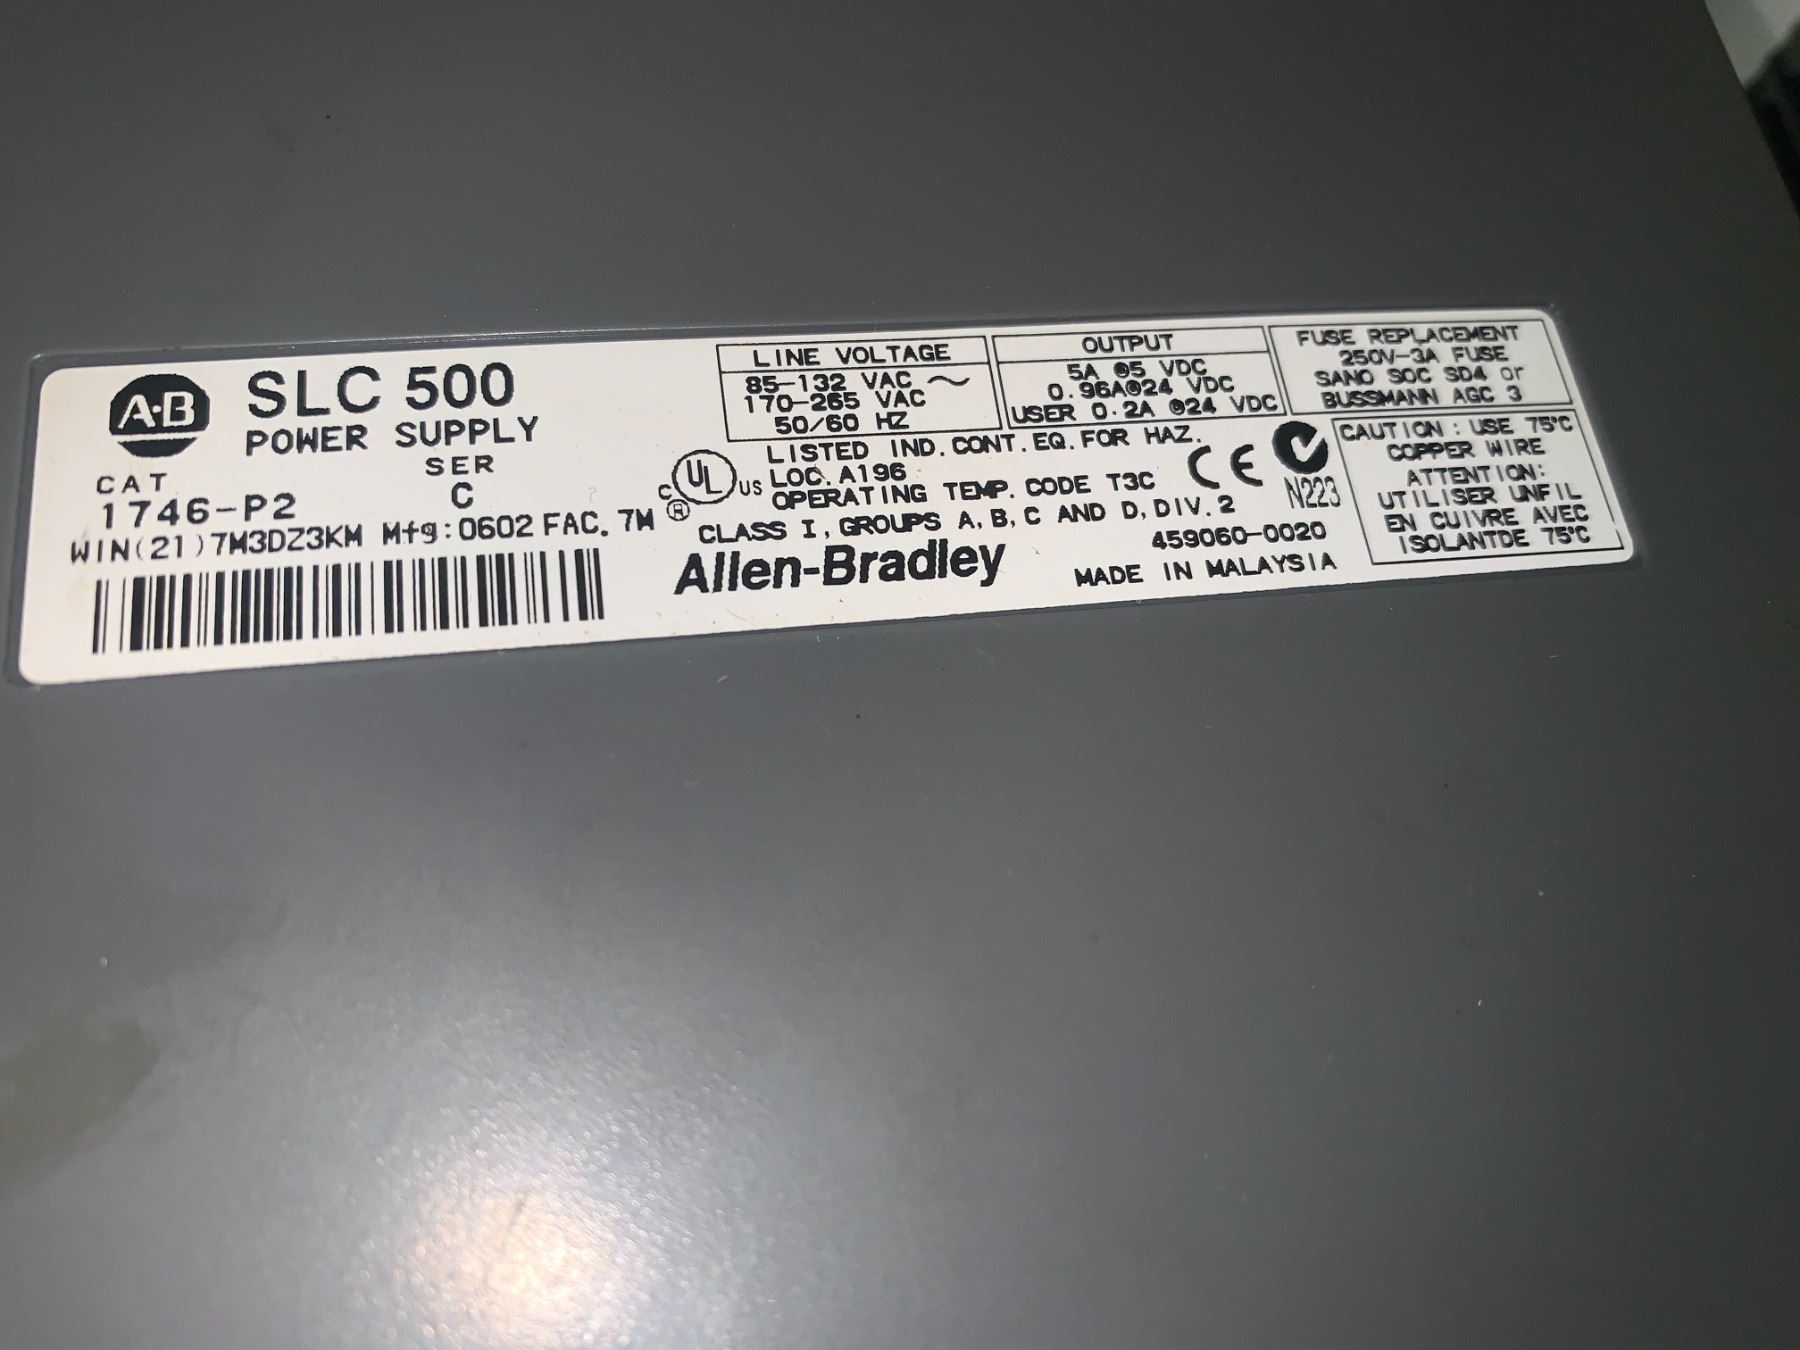 A·B
SLC 500
POWER SUPPLY
CAT
SER
1746-P2
C
WIN(21)7M3DZ3KM Mfg:0602 FAC. 7M
LINE VOLTAGE
85-132 VAC ~
170-265 VAC
50/60 HZ
OUTPUT
5A @5 VDC
0.96A@24 VDC
USER 0.2A @24 VDC
FUSE REPLACEMENT
250V-3A FUSE
SANO SOC SD4 or
BUSSMANN AGC 3
C UL US ®
LISTED IND. CONT. EQ. FOR HAZ.
LOC. A196
OPERATING TEMP. CODE T3C
CLASS I, GROUPS A, B, C AND D, DIV. 2
CE
N223
Allen-Bradley
459060-0020
MADE IN MALAYSIA
CAUTION : USE 75°C
COPPER WIRE
ATTENTION:
UTILISER UNFIL
EN CUIVRE AVEC
ISOLANTDE 75°C